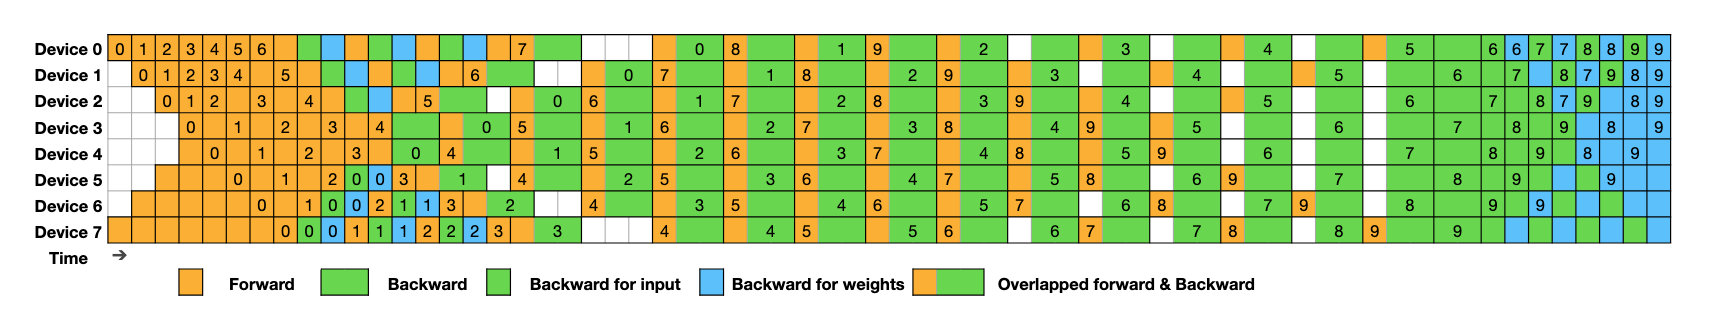 Device 0 0 1 2 3 4 5 6 7 0 8 1 9 2 3 4 5 6 6 7 7 8 8 9 9
Device 1 0 1 2 3 4 5 6 0 7 1 8 2 9 3 4 5 6 7 8 7 9 8 9
Device 2 0 1 2 3 4 5 0 6 1 7 2 8 3 9 4 5 6 7 8 7 9 8 9
Device 3 0 1 2 3 4 0 5 1 6 2 7 3 8 4 9 5 6 7 8 9 8 9
Device 4 0 1 2 3 0 4 1 5 2 6 3 7 4 8 5 9 6 7 8 9 8 9
Device 5 0 1 2 0 0 3 1 4 2 5 3 6 4 7 5 8 6 9 7 8 9 9
Device 6 0 1 0 0 2 1 1 3 2 4 3 5 4 6 5 7 6 8 7 9 8 9 9
Device 7 0 0 0 1 1 1 2 2 2 3 3 4 4 5 5 6 6 7 7 8 8 9 9
Time →
Forward Backward Backward for input Backward for weights Overlapped forward & Backward